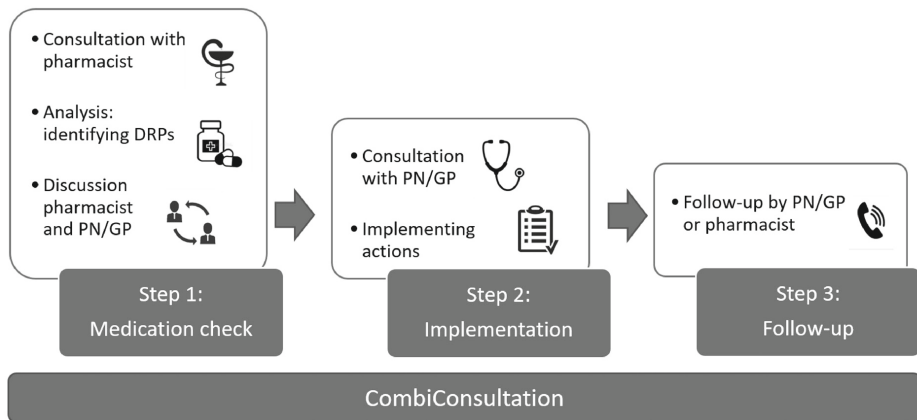 • Consultation with
pharmacist
• Analysis:
identifying DRPs
• Discussion
pharmacist
and PN/GP
Step 1:
Medication check
• Consultation
with PN/GP
• Implementing
actions
Step 2:
Implementation
• Follow-up by PN/GP
or pharmacist
Step 3:
Follow-up
CombiConsultation